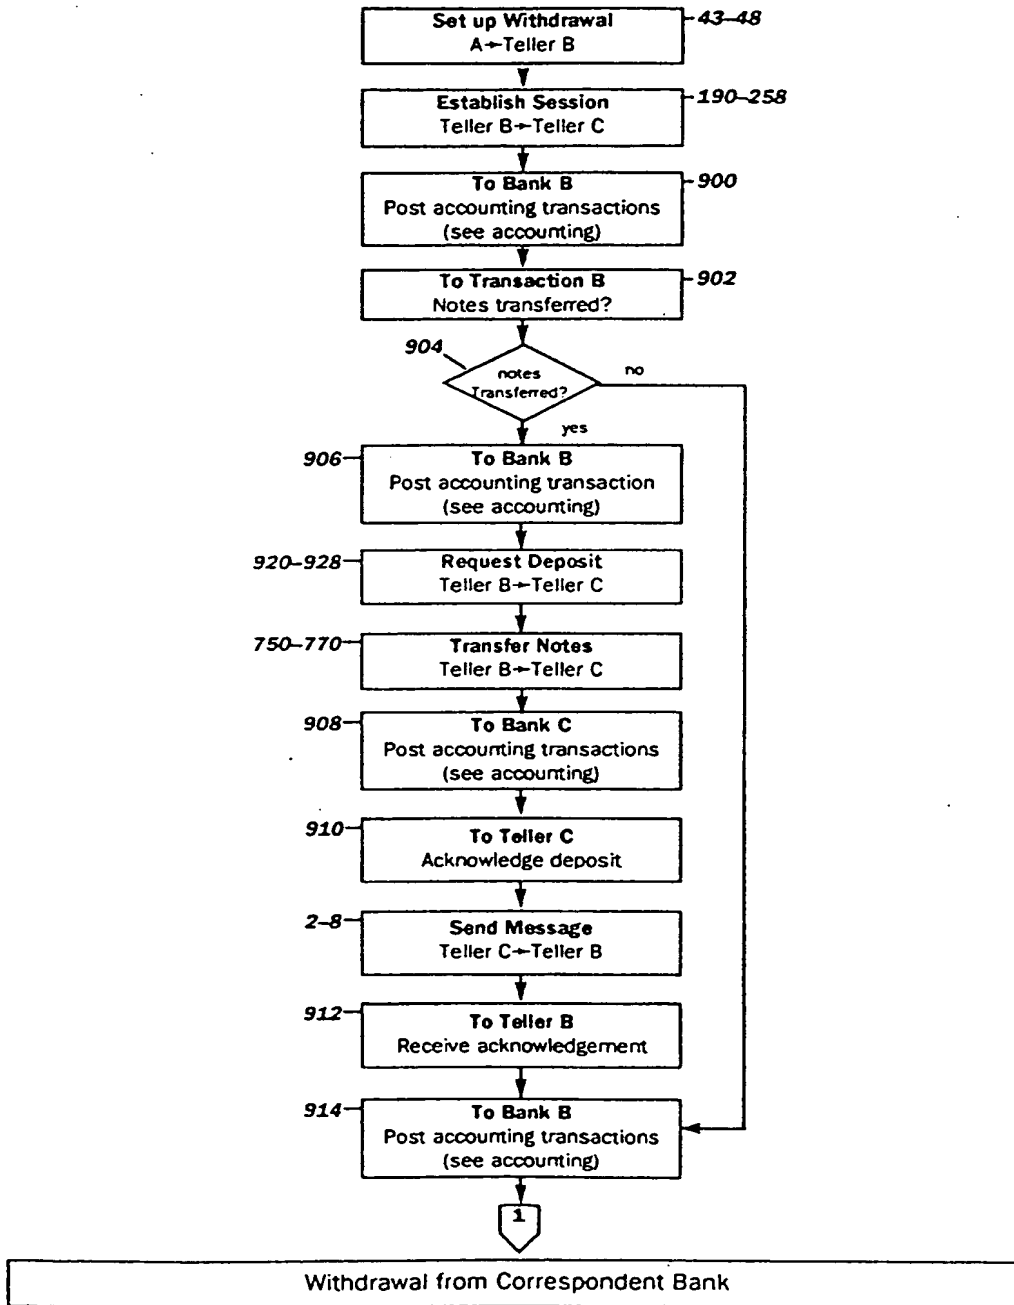 Set up Withdrawal
A→Teller B
43–48
Establish Session
Teller B→Teller C
190–258
To Bank B
Post accounting transactions
(see accounting)
900
To Transaction B
Notes transferred?
902
904
notes
Transferred?
no
yes
906
To Bank B
Post accounting transaction
(see accounting)
920–928
Request Deposit
Teller B→Teller C
750–770
Transfer Notes
Teller B→Teller C
908
To Bank C
Post accounting transactions
(see accounting)
910
To Teller C
Acknowledge deposit
2–8
Send Message
Teller C→Teller B
912
To Teller B
Receive acknowledgement
914
To Bank B
Post accounting transactions
(see accounting)
1
Withdrawal from Correspondent Bank